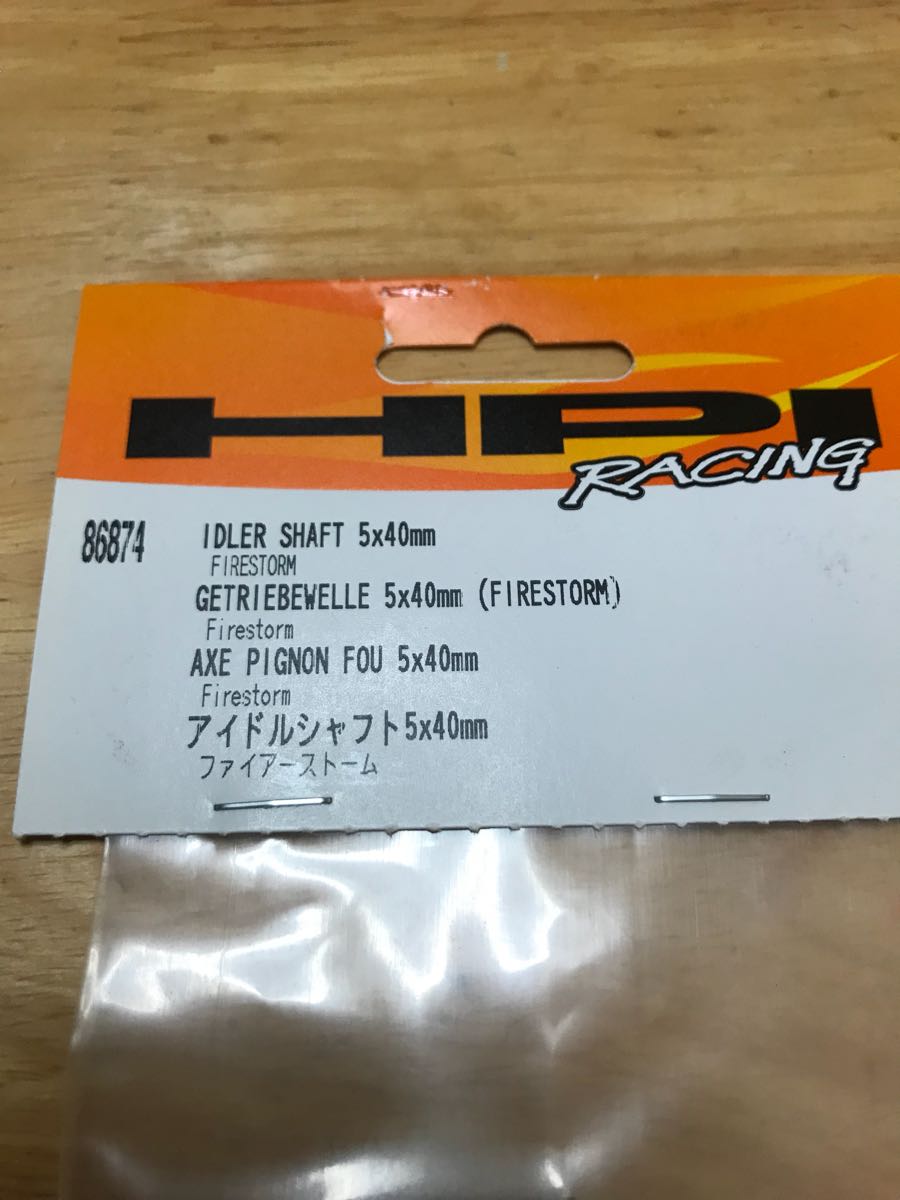 HPI
RACING
86874 IDLER SHAFT 5x40mm
FIRESTORM
GETRIEBEWELLE 5x40mm (FIRESTORM)
Firestorm
AXE PIGNON FOU 5x40mm
Firestorm
アイドルシャフト5x40mm
ファイアーストーム